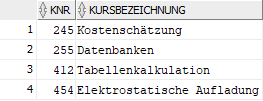 KNR KURSBEZEICHNUNG
1 245 Kostenschätzung
2 255 Datenbanken
3 412 Tabellenkalkulation
4 454 Elektrostatische Aufladung